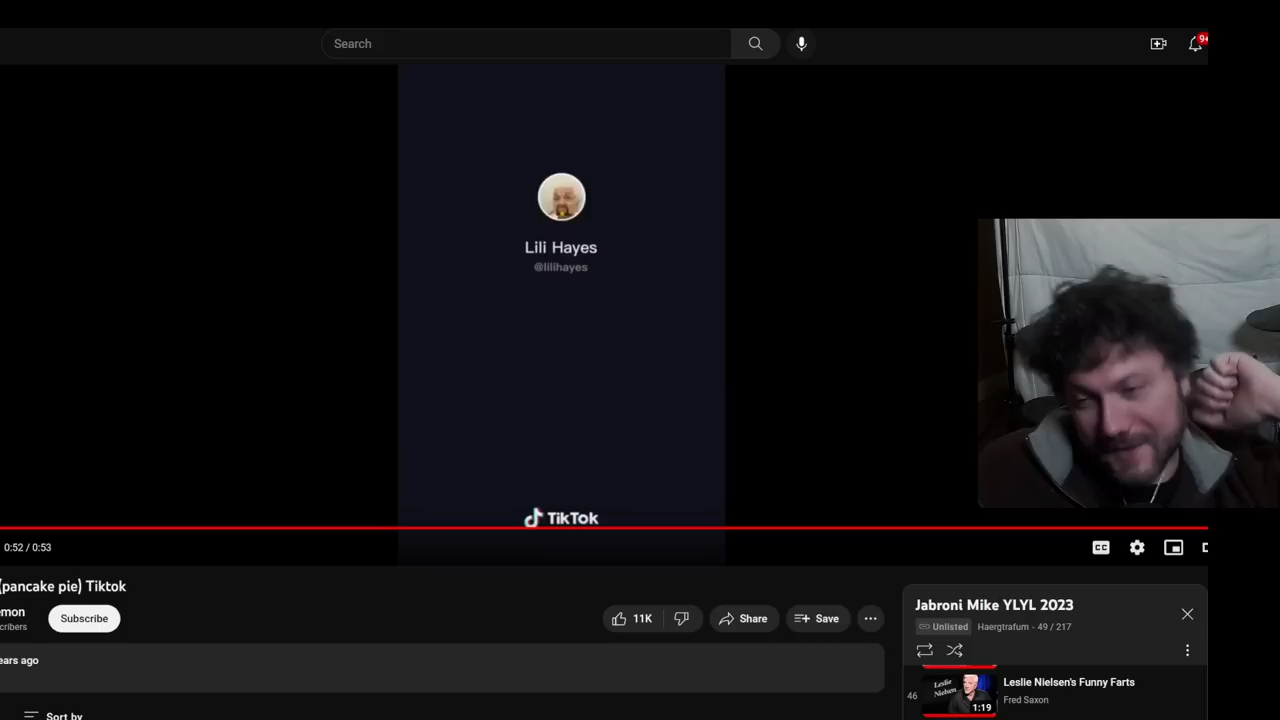 Search
9+
Lili Hayes
@lilihayes
TikTok
0:52 / 0:53
(pancake pie) Tiktok
emon
cribers
Subscribe
11K
Share
Save
ears ago
Sort by
Jabroni Mike YLYL 2023
Unlisted
Haergtrafum - 49 / 217
46
Leslie
Nielsen
1:19
Leslie Nielsen's Funny Farts
Fred Saxon